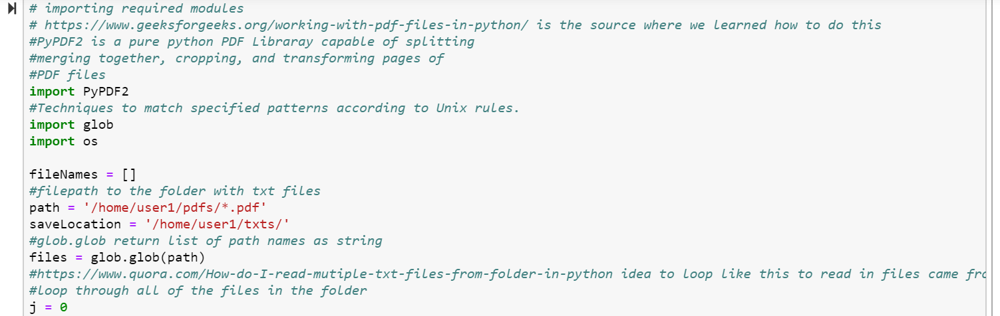 # importing required modules
# https://www.geeksforgeeks.org/working-with-pdf-files-in-python/ is the source where we learned how to do this
#PyPDF2 is a pure python PDF Libraray capable of splitting
#merging together, cropping, and transforming pages of
#PDF files
import PyPDF2
#Techniques to match specified patterns according to Unix rules.
import glob
import os
fileNames = []
#filepath to the folder with txt files
path = '/home/user1/pdfs/*.pdf'
saveLocation = '/home/user1/txts/'
#glob.glob return list of path names as string
files = glob.glob(path)
#https://www.quora.com/How-do-I-read-mutiple-txt-files-from-folder-in-python idea to loop like this to read in files came
#loop through all of the files in the folder
j = 0